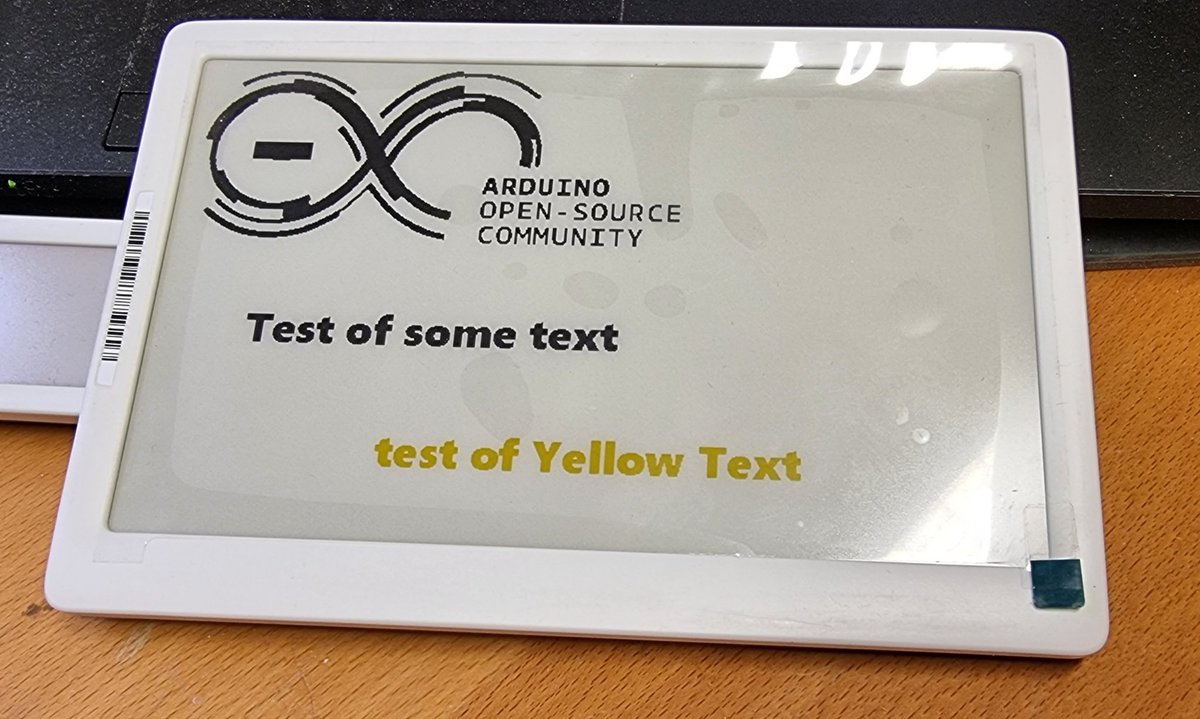 ARDUINO
OPEN-SOURCE
COMMUNITY
Test of some text
test of Yellow Text